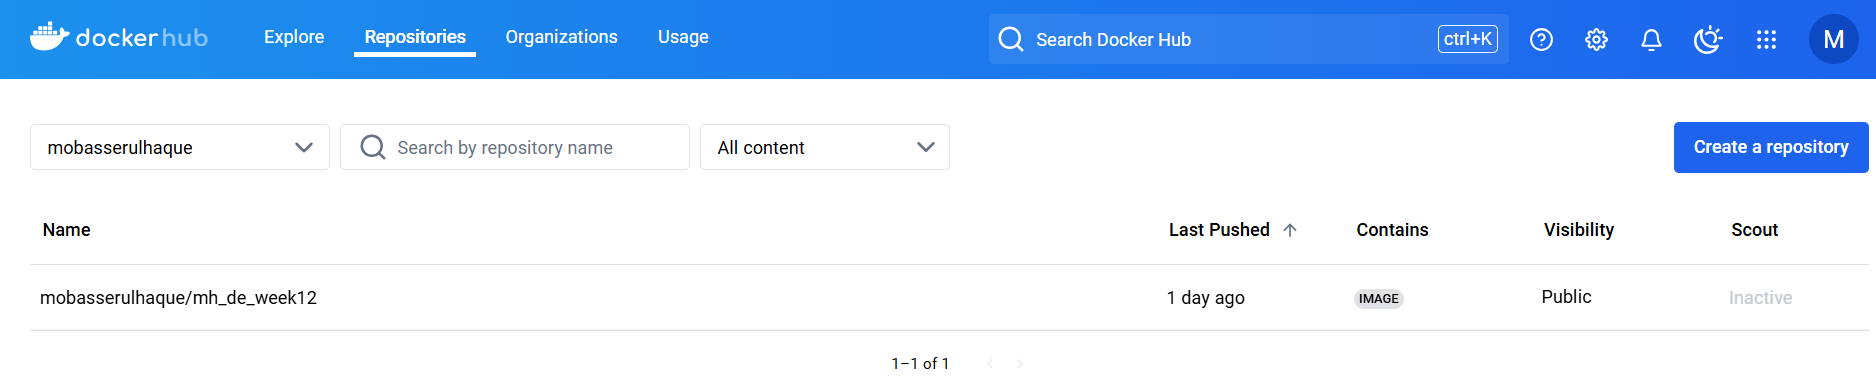 docker hub Explore Repositories Organizations Usage Search Docker Hub ctrl+K M
mobasserulhaque Search by repository name All content Create a repository
Name Last Pushed Contains Visibility Scout
mobasserulhaque/mh_de_week12 1 day ago IMAGE Public Inactive
1–1 of 1